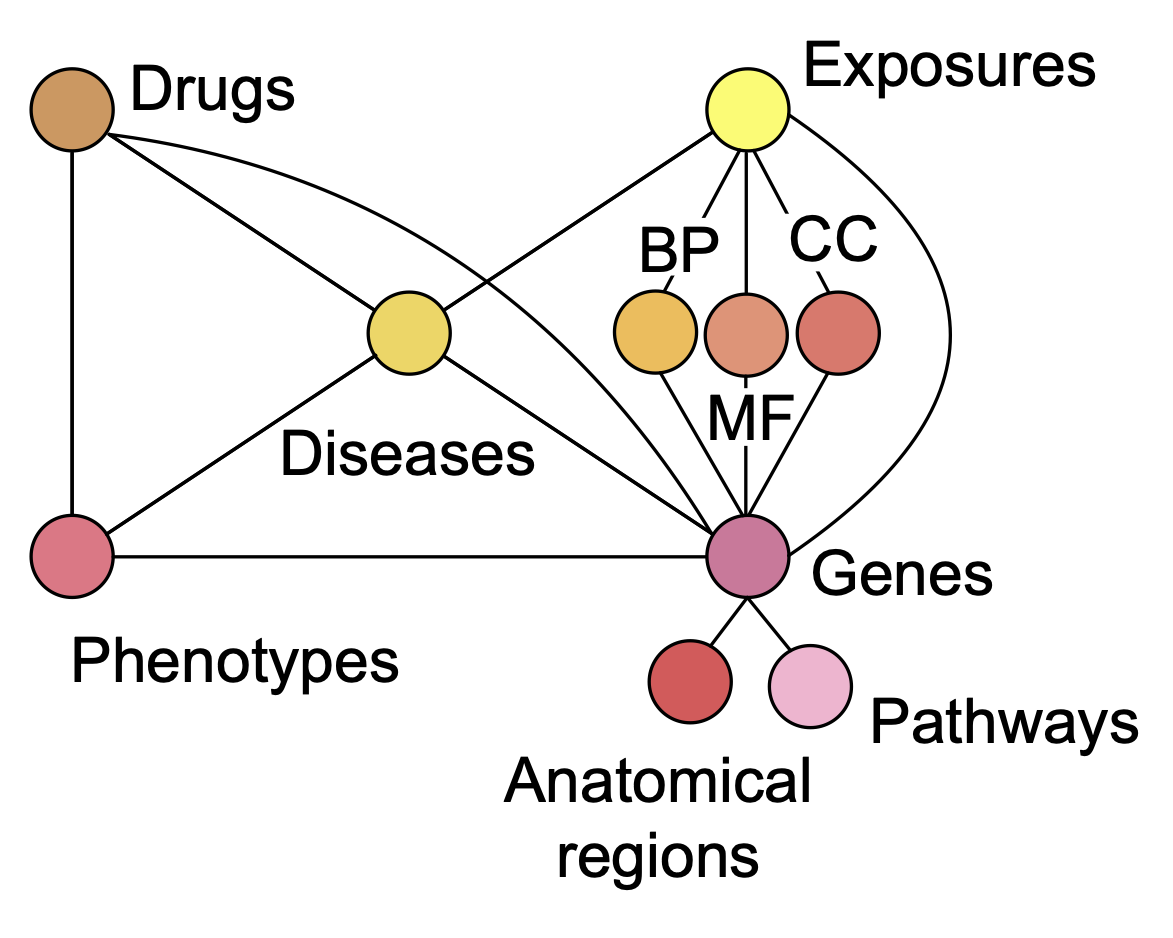 Drugs
Exposures
BP
CC
MF
Diseases
Genes
Phenotypes
Pathways
Anatomical
regions